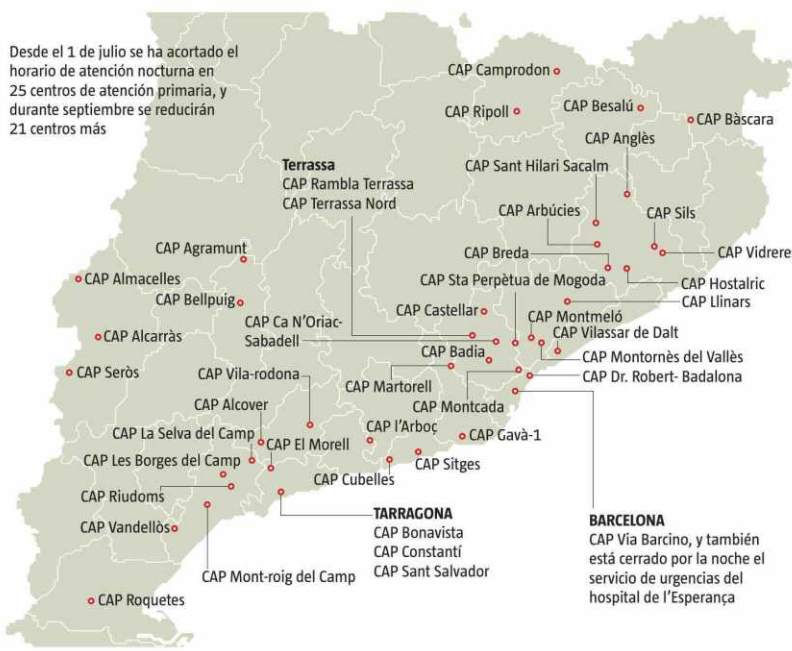 Desde el 1 de julio se ha acortado el
horario de atención nocturna en
25 centros de atención primaria, y
durante septiembre se reducirán
21 centros más
CAP Camprodon
CAP Ripoll
CAP Besalú
CAP Bàscara
CAP Anglès
CAP Sant Hilari Sacalm
Terrassa
CAP Rambla Terrassa
CAP Terrassa Nord
CAP Arbúcies
CAP Sils
CAP Agramunt
CAP Breda
CAP Vidrere
CAP Almacelles
CAP Sta Perpètua de Mogoda
CAP Hostalric
CAP Bellpuig
CAP Castellar
CAP Llinars
CAP Montmeló
CAP Ca N'Oriac-
Sabadell
CAP Vilassar de Dalt
CAP Alcarràs
CAP Badia
CAP Montornès del Vallès
CAP Seròs
CAP Vila-rodona
CAP Martorell
CAP Dr. Robert- Badalona
CAP Alcover
CAP Montcada
CAP La Selva del Camp
CAP l'Arboç
CAP El Morell
CAP Gavà-1
CAP Les Borges del Camp
CAP Sitges
CAP Cubelles
CAP Riudoms
CAP Vandellòs
TARRAGONA
CAP Bonavista
CAP Constantí
CAP Sant Salvador
BARCELONA
CAP Via Barcino, y también
está cerrado por la noche el
servicio de urgencias del
hospital de l'Esperança
CAP Mont-roig del Camp
CAP Roquetes